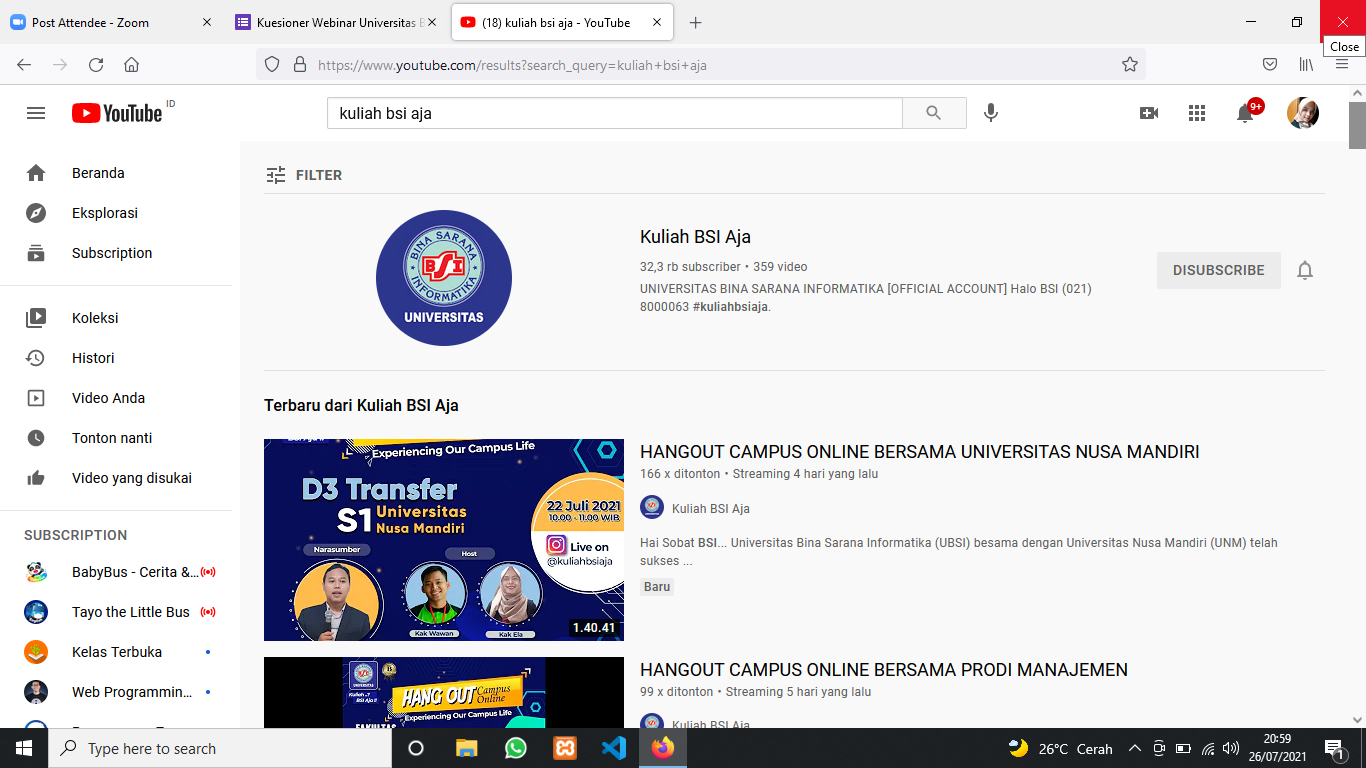 Post Attendee - Zoom
Kuesioner Webinar Universitas B
(18) kuliah bsi aja - YouTube
Close
https://www.youtube.com/results?search_query=kuliah+bsi+aja
YouTube ID
kuliah bsi aja
9+
Beranda
Eksplorasi
Subscription
Koleksi
Histori
Video Anda
Tonton nanti
Video yang disukai
SUBSCRIPTION
BabyBus - Cerita &...
Tayo the Little Bus
Kelas Terbuka
Web Programmin...
FILTER
BINA SARANA
BSI
INFORMATIKA
UNIVERSITAS
Kuliah BSI Aja
32,3 rb subscriber • 359 video
UNIVERSITAS BINA SARANA INFORMATIKA [OFFICIAL ACCOUNT] Halo BSI (021)
8000063 #kuliahbsiaja.
DISUBSCRIBE
Terbaru dari Kuliah BSI Aja
Experiencing Our Campus Life
D3 Transfer
S1 Universitas
Nusa Mandiri
22 Juli 2021
10.00 - 11.00 WIB
Live on
@kuliahbsiaja
Narasumber
Host
Kak Wawan
Kak Ela
1.40.41
HANGOUT CAMPUS ONLINE BERSAMA UNIVERSITAS NUSA MANDIRI
166 x ditonton • Streaming 4 hari yang lalu
Kuliah BSI Aja
Hai Sobat BSI... Universitas Bina Sarana Informatika (UBSI) besama dengan Universitas Nusa Mandiri (UNM) telah
sukses ...
Baru
UNIVERSITAS
Kuliah..?
BSI Aja !!
HANG OUT Campus
Online
Experiencing Our Campus Life
FAKULTAS
HANGOUT CAMPUS ONLINE BERSAMA PRODI MANAJEMEN
99 x ditonton • Streaming 5 hari yang lalu
Kuliah BSI Aja
Type here to search
26°C Cerah
20:59
26/07/2021
1